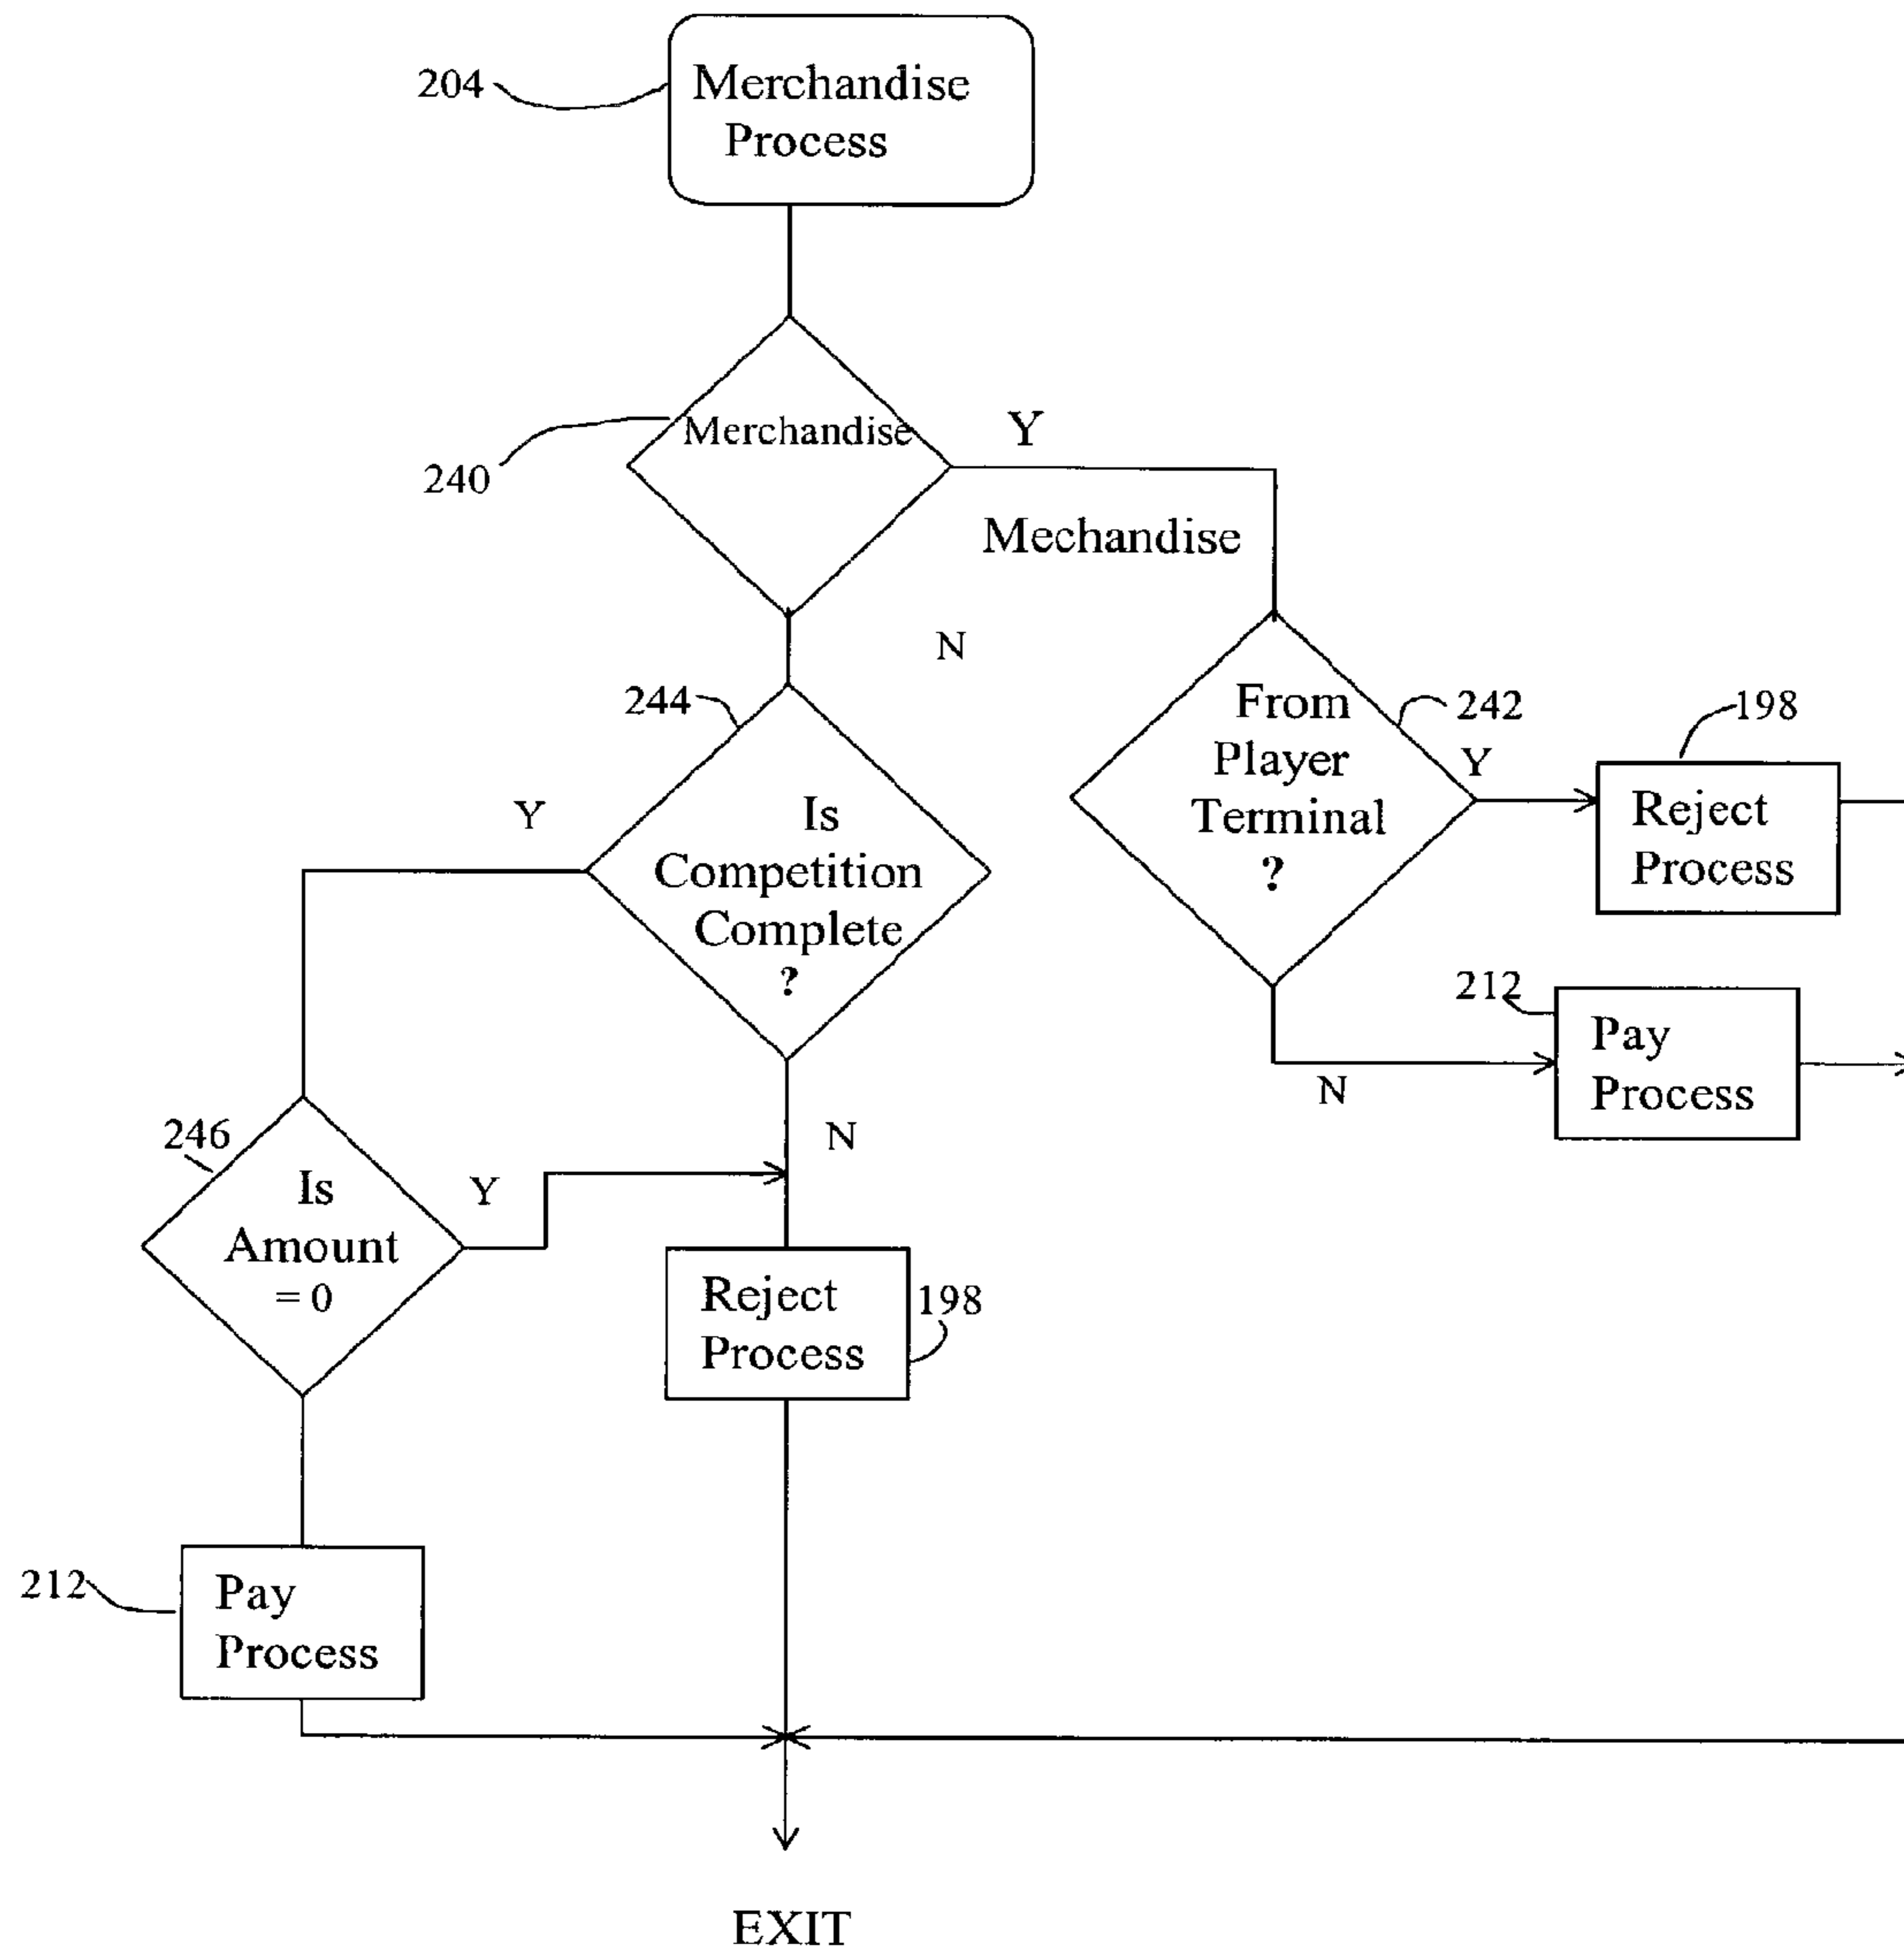 204
Merchandise
Process
Merchandise
Y
240
Mechandise
N
244
From
Player
Terminal
?
242
Y
198
Reject
Process
Y
Is
Competition
Complete
?
212
Pay
Process
N
246
Is
Amount
= 0
Y
N
Reject
Process
198
212
Pay
Process
EXIT